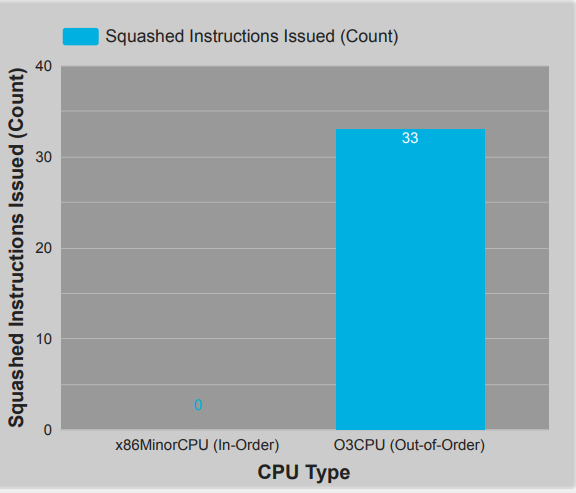 Squashed Instructions Issued (Count)
Squashed Instructions Issued (Count)
40
30
20
10
0
0
33
x86MinorCPU (In-Order)
O3CPU (Out-of-Order)
CPU Type